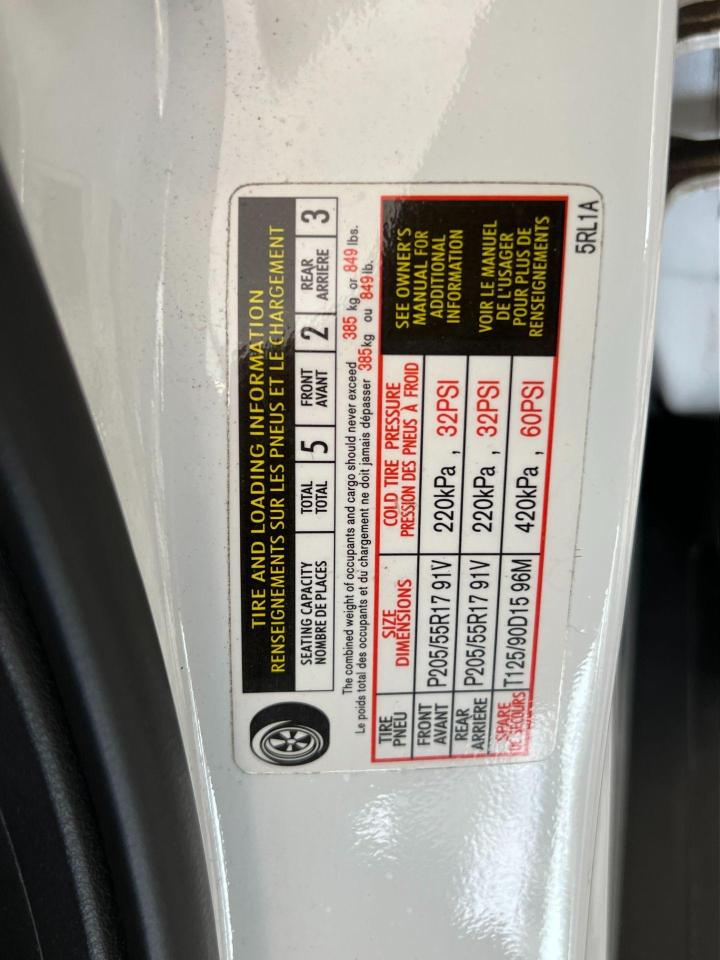 TIRE AND LOADING INFORMATION
RENSEIGNEMENTS SUR LES PNEUS ET LE CHARGEMENT
SEATING CAPACITY TOTAL 5 FRONT 2 REAR 3
NOMBRE DE PLACES TOTAL AVANT ARRIÈRE
The combined weight of occupants and cargo should never exceed 385 kg or 849 lbs.
Le poids total des occupants et du chargement ne doit jamais dépasser 385kg ou 849 lb.
TIRE SIZE COLD TIRE PRESSURE
PNEU DIMENSIONS PRESSION DES PNEUS À FROID
FRONT P205/55R17 91V 220kPa , 32PSI
AVANT
REAR P205/55R17 91V 220kPa , 32PSI
ARRIÈRE
SPARE T125/90D15 96M 420kPa , 60PSI
DE SECOURS
SEE OWNER'S
MANUAL FOR
ADDITIONAL
INFORMATION
VOIR LE MANUEL
DE L'USAGER
POUR PLUS DE
RENSEIGNEMENTS
5RL1A